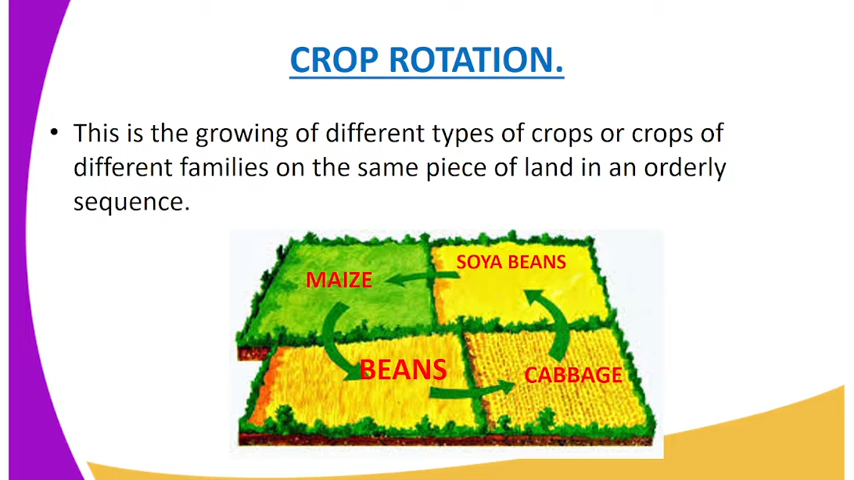 CROP ROTATION.
• This is the growing of different types of crops or crops of
different families on the same piece of land in an orderly
sequence.
SOYA BEANS
MAIZE
BEANS
CABBAGE